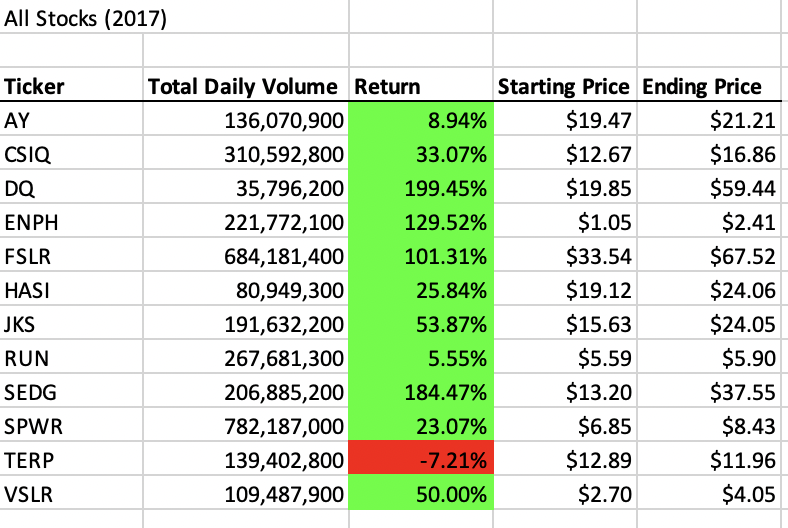 All Stocks (2017)
Ticker Total Daily Volume Return Starting Price Ending Price
AY 136,070,900 8.94% $19.47 $21.21
CSIQ 310,592,800 33.07% $12.67 $16.86
DQ 35,796,200 199.45% $19.85 $59.44
ENPH 221,772,100 129.52% $1.05 $2.41
FSLR 684,181,400 101.31% $33.54 $67.52
HASI 80,949,300 25.84% $19.12 $24.06
JKS 191,632,200 53.87% $15.63 $24.05
RUN 267,681,300 5.55% $5.59 $5.90
SEDG 206,885,200 184.47% $13.20 $37.55
SPWR 782,187,000 23.07% $6.85 $8.43
TERP 139,402,800 -7.21% $12.89 $11.96
VSLR 109,487,900 50.00% $2.70 $4.05